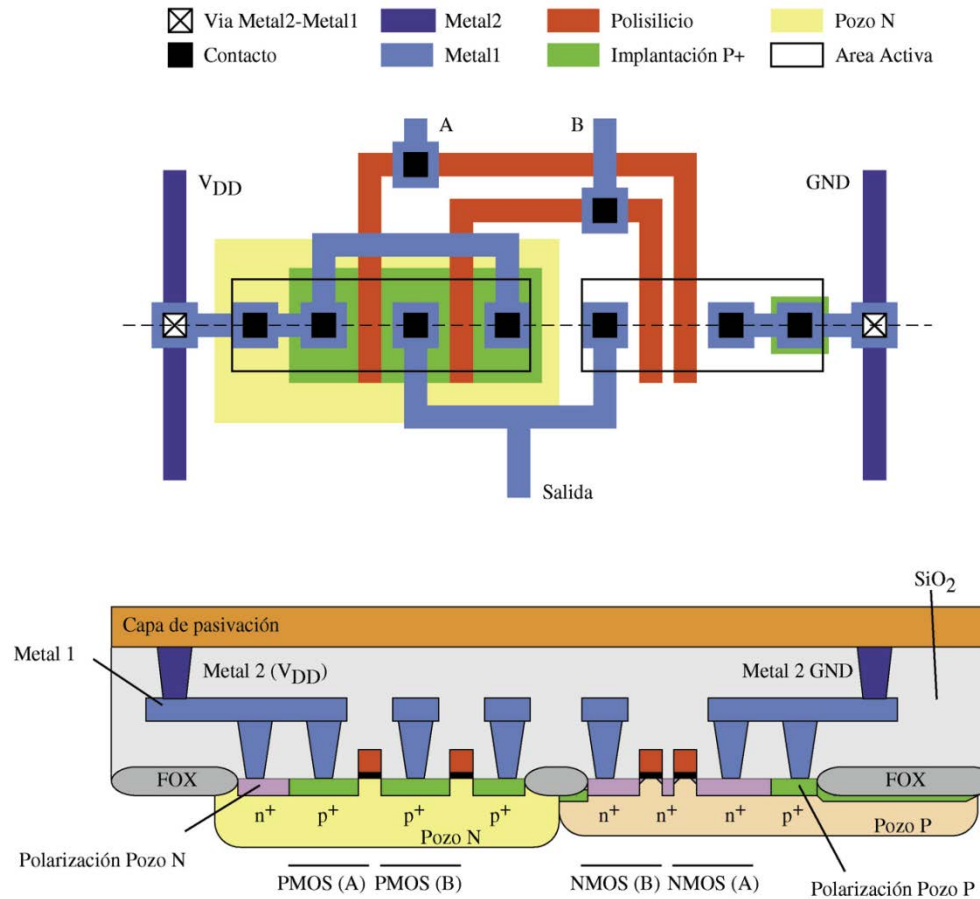 Via Metal2-Metal1
Metal2
Polisilicio
Pozo N
Contacto
Metal1
Implantación P+
Area Activa
A
B
VDD
GND
Salida
SiO2
Capa de pasivación
Metal 1
Metal 2 (VDD)
Metal 2 GND
FOX
FOX
n+
p+
p+
p+
n+
n+
n+
p+
Pozo N
Pozo P
Polarización Pozo N
PMOS (A)
PMOS (B)
NMOS (B)
NMOS (A)
Polarización Pozo P